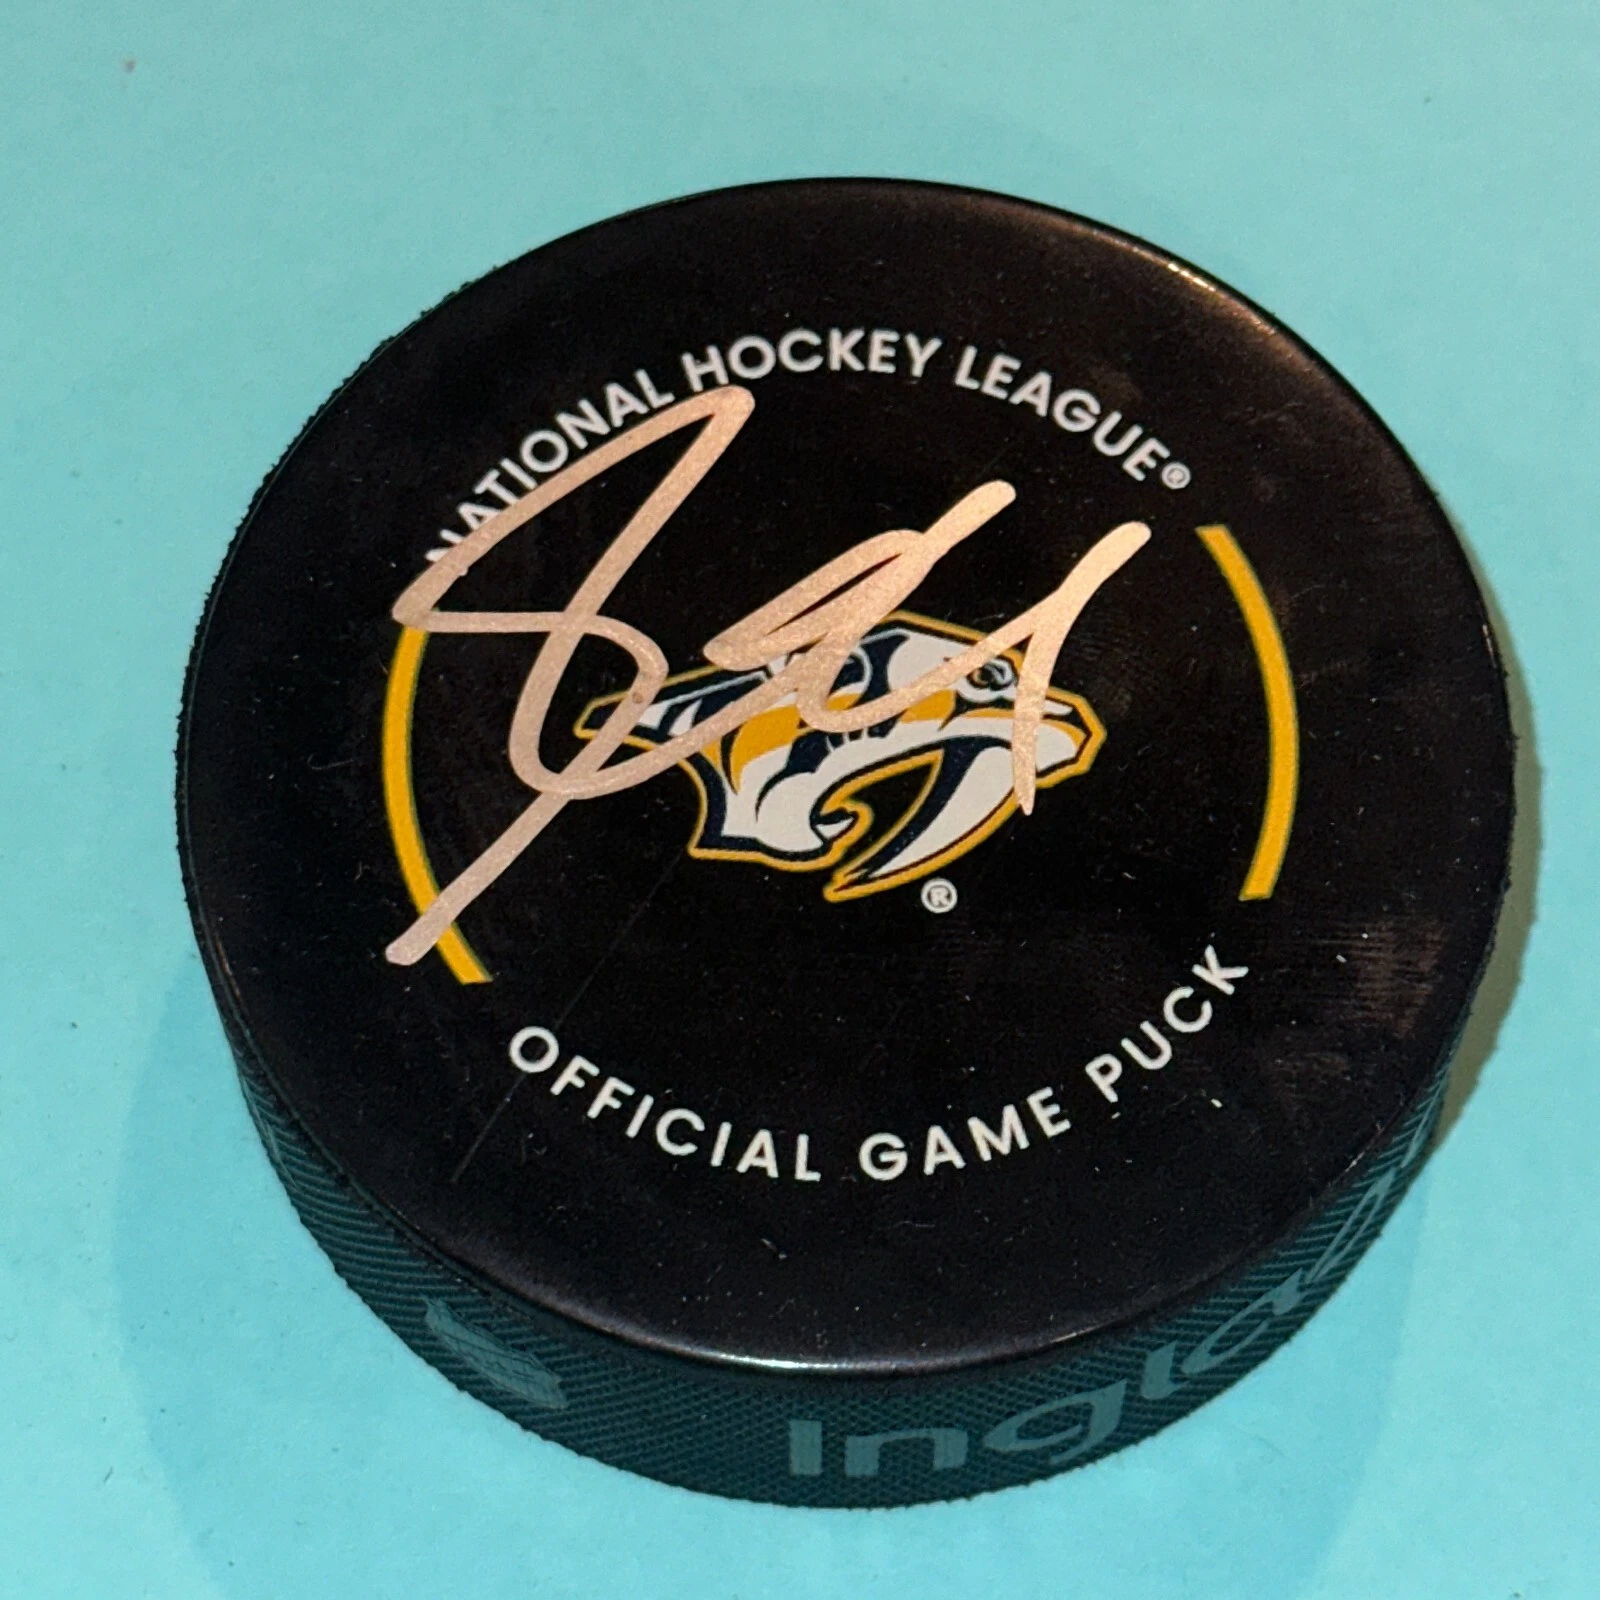 NATIONAL HOCKEY LEAGUE®
®
OFFICIAL GAME PUCK
Inglas